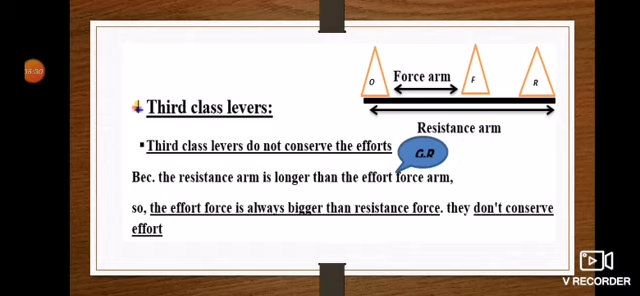 O
Force arm
F
R
Third class levers:
Resistance arm
Third class levers do not conserve the efforts
G.R
Bec. the resistance arm is longer than the effort force arm,
so, the effort force is always bigger than resistance force. they don't conserve
effort
V RECORDER